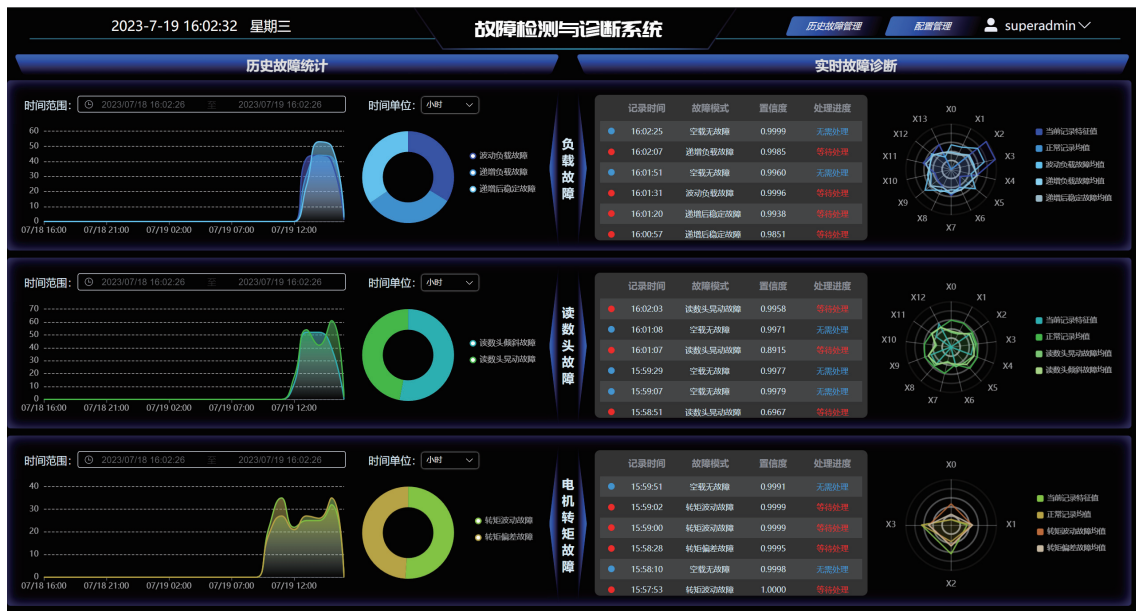 2023-7-19 16:02:32 星期三
故障检测与诊断系统
历史故障管理
配置管理
superadmin
历史故障统计
实时故障诊断
时间范围： 2023/07/18 16:02:26 至 2023/07/19 16:02:26
时间单位： 小时
60
50
40
30
20
10
0
07/18 16:00 07/18 21:00 07/19 02:00 07/19 07:00 07/19 12:00
波动负载故障
递增负载故障
递增后稳定故障
负载故障
记录时间 故障模式 置信度 处理进度
16:02:25 空载无故障 0.9999 无需处理
16:02:07 递增负载故障 0.9985 等待处理
16:01:51 空载无故障 0.9960 无需处理
16:01:31 波动负载故障 0.9996 等待处理
16:01:20 递增后稳定故障 0.9938 等待处理
16:00:57 递增后稳定故障 0.9851 等待处理
X0
X1
X2
X3
X4
X5
X6
X7
X8
X9
X10
X11
X12
X13
当前记录特征值
正常记录均值
波动负载故障均值
递增负载故障均值
递增后稳定故障均值
时间范围： 2023/07/18 16:02:26 至 2023/07/19 16:02:26
时间单位： 小时
70
60
50
40
30
20
10
0
07/18 16:00 07/18 21:00 07/19 02:00 07/19 07:00 07/19 12:00
读数头倾斜故障
读数头晃动故障
读数头故障
记录时间 故障模式 置信度 处理进度
16:02:03 读数头晃动故障 0.9958 等待处理
16:01:08 空载无故障 0.9971 无需处理
16:01:07 读数头晃动故障 0.8915 等待处理
15:59:29 空载无故障 0.9977 无需处理
15:59:07 空载无故障 0.9979 无需处理
15:58:51 读数头晃动故障 0.6967 等待处理
X0
X1
X2
X3
X4
X5
X6
X7
X8
X9
X10
X11
X12
当前记录特征值
正常记录均值
读数头晃动故障均值
读数头倾斜故障均值
时间范围： 2023/07/18 16:02:26 至 2023/07/19 16:02:26
时间单位： 小时
40
30
20
10
0
07/18 16:00 07/18 21:00 07/19 02:00 07/19 07:00 07/19 12:00
转矩波动故障
转矩偏差故障
电机转矩故障
记录时间 故障模式 置信度 处理进度
15:59:51 空载无故障 0.9991 无需处理
15:59:02 转矩波动故障 0.9999 等待处理
15:59:00 转矩波动故障 0.9999 等待处理
15:58:28 转矩偏差故障 0.9995 等待处理
15:58:10 空载无故障 0.9998 无需处理
15:57:53 转矩波动故障 1.0000 等待处理
X0
X1
X2
X3
当前记录特征值
正常记录均值
转矩波动故障均值
转矩偏差故障均值